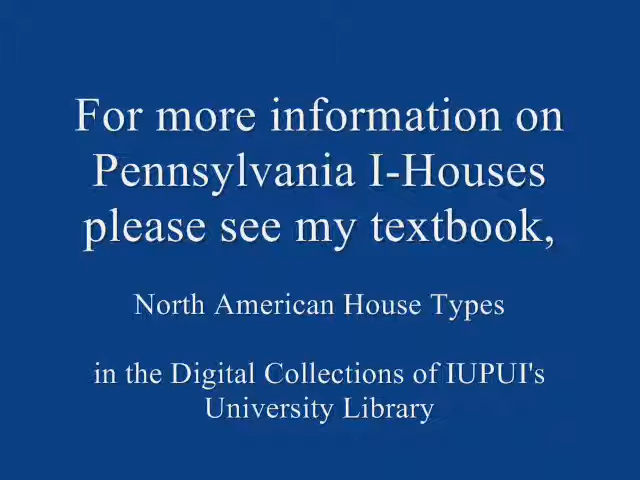 For more information on
Pennsylvania I-Houses
please see my textbook,
North American House Types
in the Digital Collections of IUPUI's
University Library